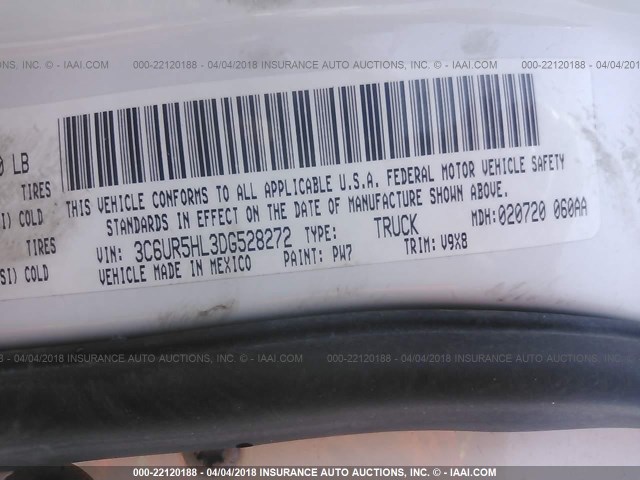 INC. - IAAI.COM 000-22120188 - 04/04/2018 INSURANCE AUTO AUCTIONS, INC. - IAAI.COM 000-22120188 - 04/04/2018
0 LB
TIRES
SI) COLD
TIRES
SI) COLD
THIS VEHICLE CONFORMS TO ALL APPLICABLE U.S.A. FEDERAL MOTOR VEHICLE SAFETY
STANDARDS IN EFFECT ON THE DATE OF MANUFACTURE SHOWN ABOVE.
VIN: 3C6UR5HL3DG528272 TYPE: TRUCK MDH: 020720 060AA
VEHICLE MADE IN MEXICO PAINT: PW7 TRIM: V9X8
04/04/2018 INSURANCE AUTO AUCTIONS, INC. - IAAI.COM 000-22120188 - 04/04/2018 INSURANCE AUTO AUCTIONS, INC. - IAAI.COM
000-22120188 - 04/04/2018 INSURANCE AUTO AUCTIONS, INC. - IAAI.COM